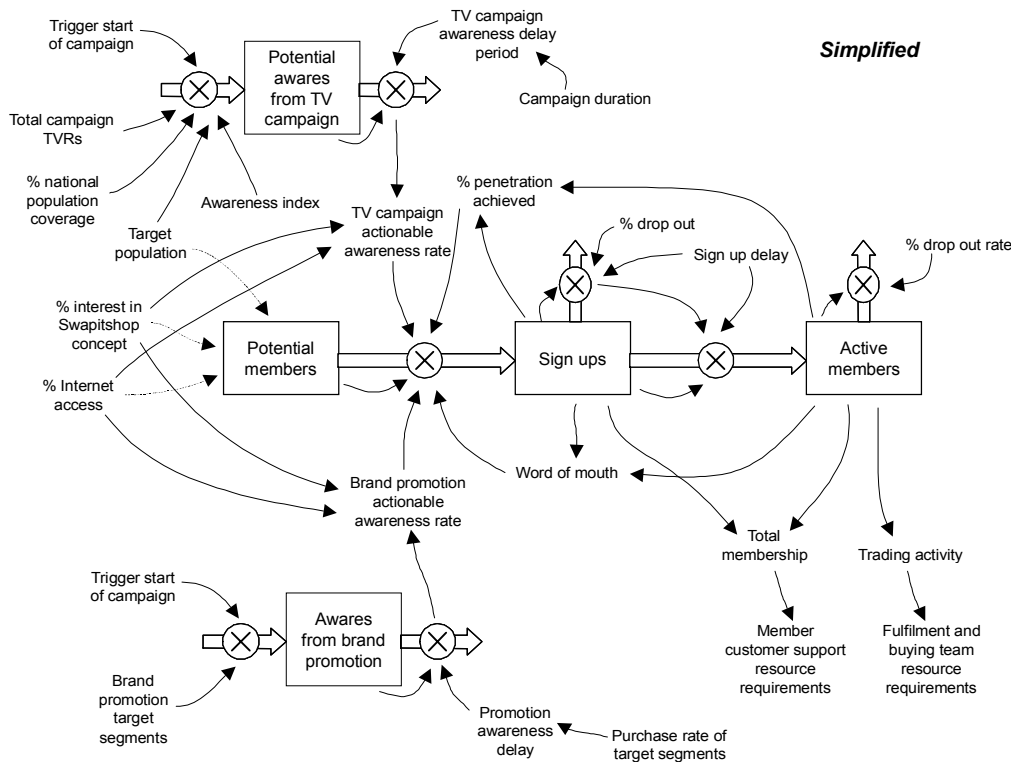 Trigger start
of campaign
Potential
awares
from TV
campaign
TV campaign
awareness delay
period
Simplified
Campaign duration
Total campaign
TVRs
% national
population
coverage
Awareness index
Target
population
TV campaign
actionable
awareness rate
% penetration
achieved
% drop out
Sign up delay
% drop out rate
% interest in
Swapitshop
concept
% Internet
access
Potential
members
Sign ups
Active
members
Word of mouth
Brand promotion
actionable
awareness rate
Total
membership
Trading activity
Trigger start
of campaign
Awares
from brand
promotion
Member
customer support
resource
requirements
Fulfilment and
buying team
resource
requirements
Brand
promotion
target
segments
Promotion
awareness
delay
Purchase rate of
target segments